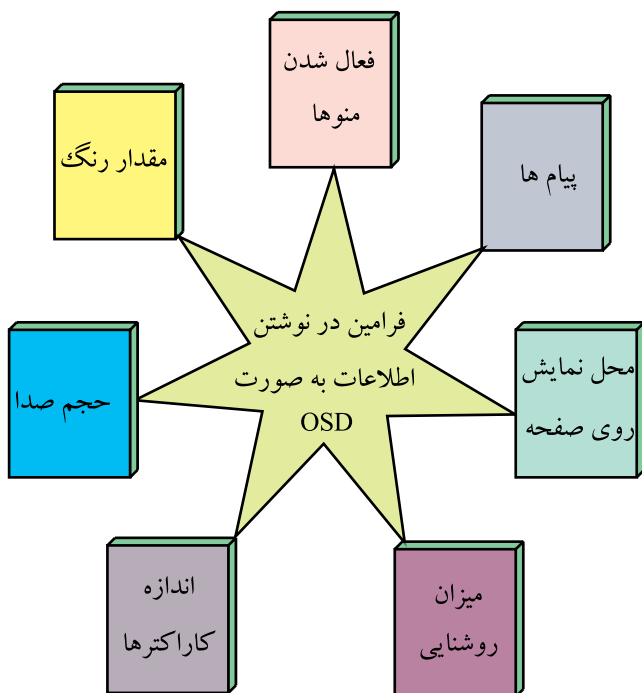 فعال شدن
منوها
پیام ها
مقدار رنگ
فرامین در نوشتن
اطلاعات به صورت
OSD
محل نمایش
روی صفحه
حجم صدا
میزان
روشنایی
اندازه
کاراکترها